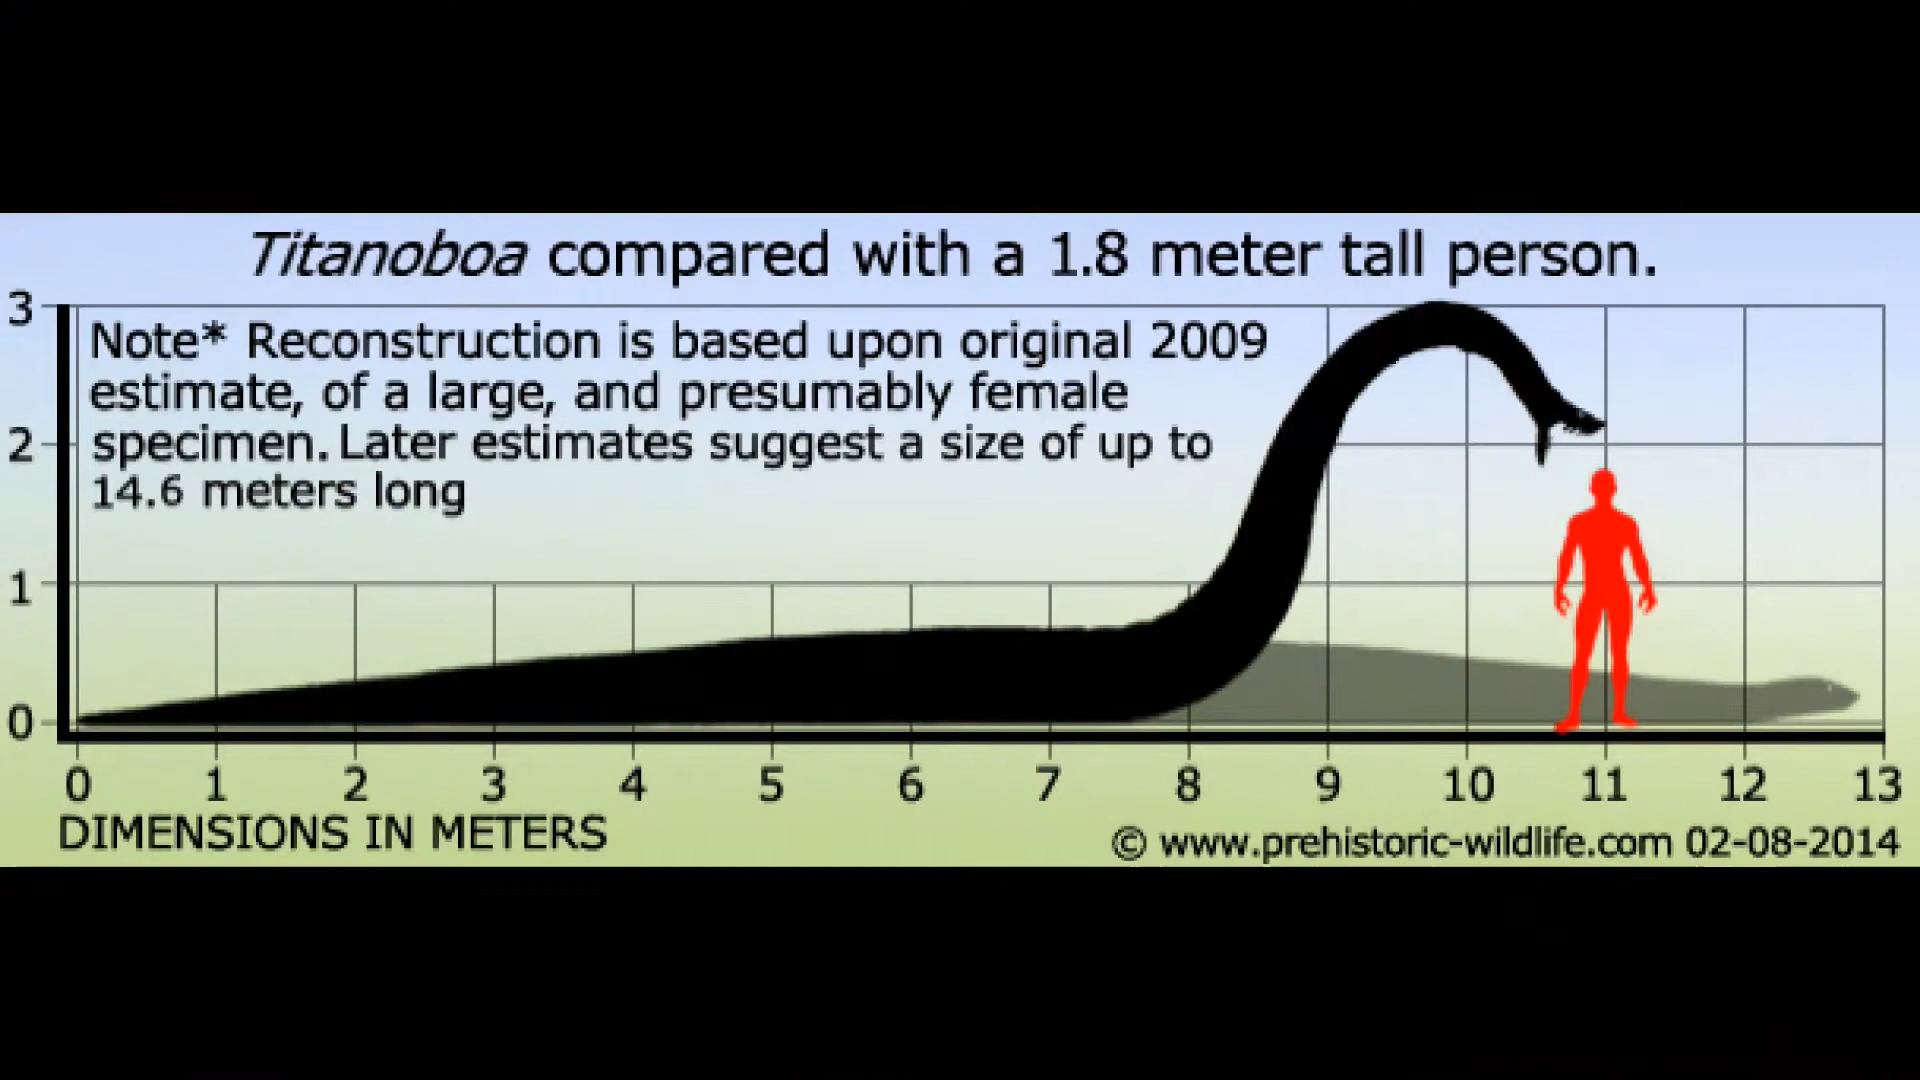 Titanoboa compared with a 1.8 meter tall person.
3
Note* Reconstruction is based upon original 2009
estimate, of a large, and presumably female
specimen. Later estimates suggest a size of up to
14.6 meters long
2
1
0
0 1 2 3 4 5 6 7 8 9 10 11 12 13
DIMENSIONS IN METERS
© www.prehistoric-wildlife.com 02-08-2014